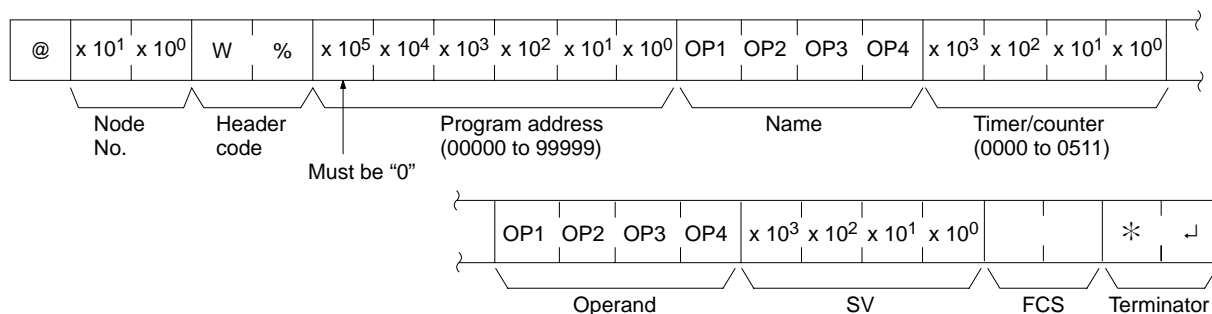 @ x 10¹ x 10⁰ W % x 10⁵ x 10⁴ x 10³ x 10² x 10¹ x 10⁰ OP1 OP2 OP3 OP4 x 10³ x 10² x 10¹ x 10⁰
Node No. Header code Program address (00000 to 99999) Name Timer/counter (0000 to 0511)
Must be “0”
OP1 OP2 OP3 OP4 x 10³ x 10² x 10¹ x 10⁰ * ↵
Operand SV FCS Terminator